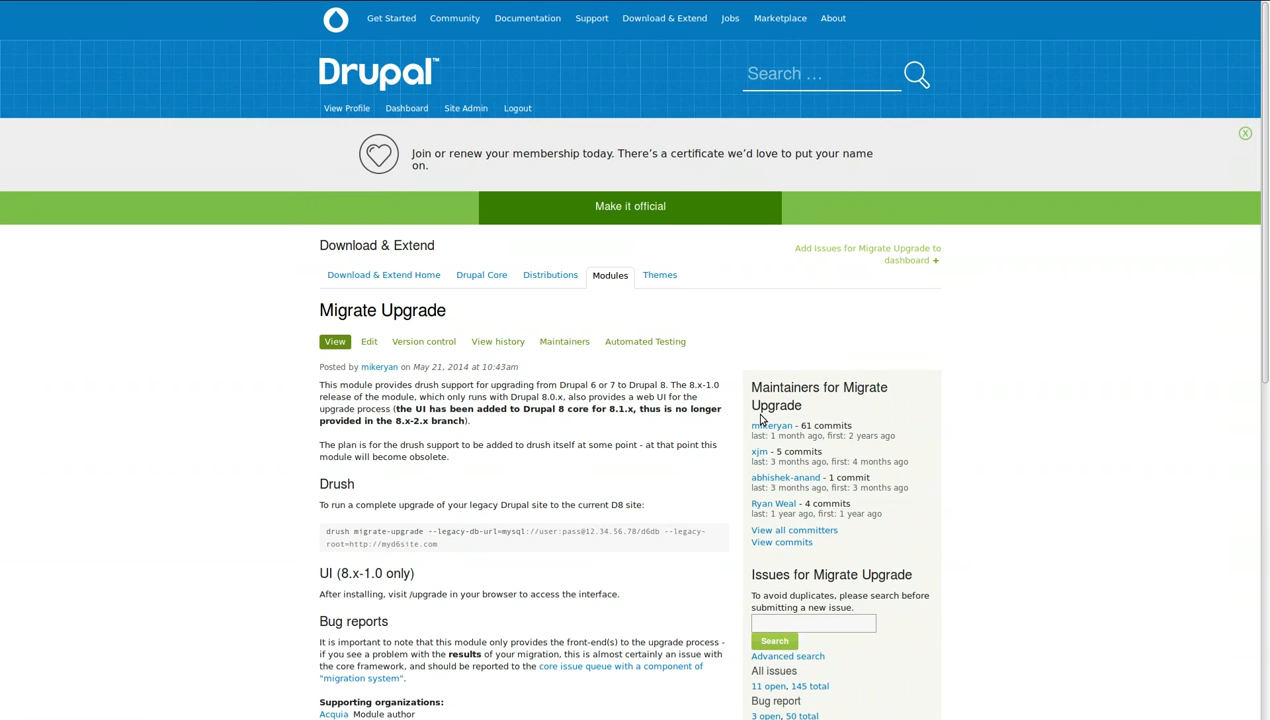 Get Started Community Documentation Support Download & Extend Jobs Marketplace About
Drupal™
Search …
View Profile Dashboard Site Admin Logout
Join or renew your membership today. There's a certificate we'd love to put your name
on.
X
Make it official
Download & Extend
Add Issues for Migrate Upgrade to
dashboard +
Download & Extend Home Drupal Core Distributions Modules Themes
Migrate Upgrade
View Edit Version control View history Maintainers Automated Testing
Posted by mikeryan on May 21, 2014 at 10:43am
This module provides drush support for upgrading from Drupal 6 or 7 to Drupal 8. The 8.x-1.0
release of the module, which only runs with Drupal 8.0.x, also provides a web UI for the
upgrade process (the UI has been added to Drupal 8 core for 8.1.x, thus is no longer
provided in the 8.x-2.x branch).
The plan is for the drush support to be added to drush itself at some point - at that point this
module will become obsolete.
Drush
To run a complete upgrade of your legacy Drupal site to the current D8 site:
drush migrate-upgrade --legacy-db-url=mysql://user:pass@12.34.56.78/d6db --legacy-
root=http://myd6site.com
UI (8.x-1.0 only)
After installing, visit /upgrade in your browser to access the interface.
Bug reports
It is important to note that this module only provides the front-end(s) to the upgrade process -
if you see a problem with the results of your migration, this is almost certainly an issue with
the core framework, and should be reported to the core issue queue with a component of
"migration system".
Supporting organizations:
Acquia Module author
Maintainers for Migrate
Upgrade
mikeryan - 61 commits
last: 1 month ago, first: 2 years ago
xjm - 5 commits
last: 3 months ago, first: 4 months ago
abhishek-anand - 1 commit
last: 3 months ago, first: 3 months ago
Ryan Weal - 4 commits
last: 1 year ago, first: 1 year ago
View all committers
View commits
Issues for Migrate Upgrade
To avoid duplicates, please search before
submitting a new issue.
Search
Advanced search
All issues
11 open, 145 total
Bug report
3 open, 50 total